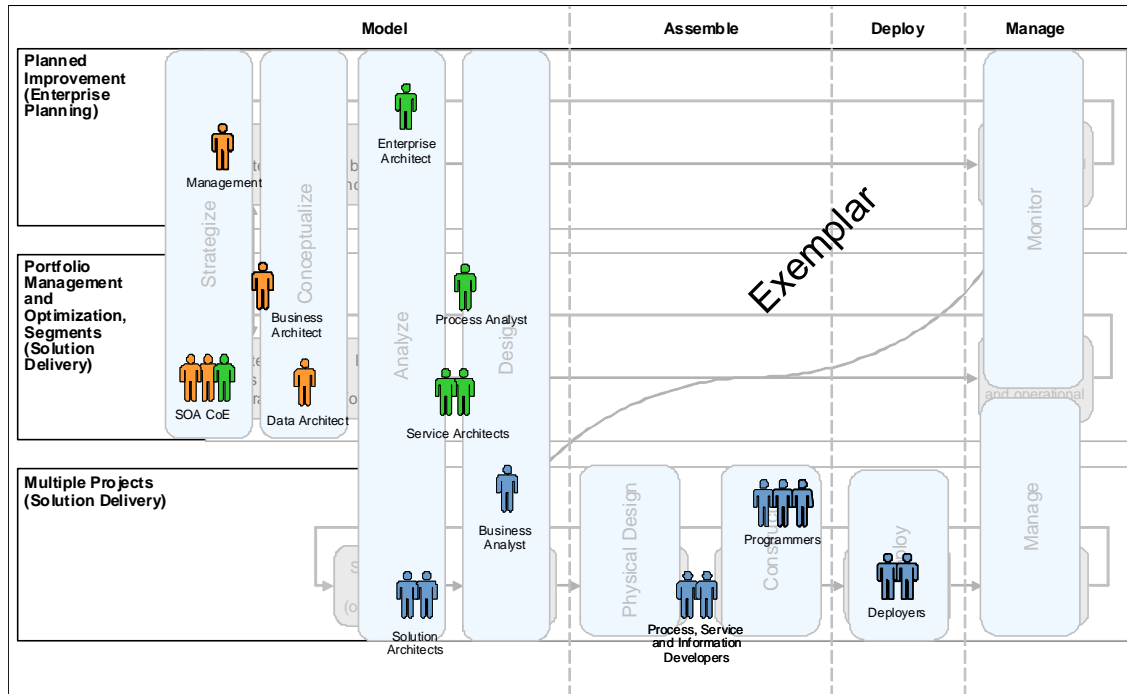 Model
Assemble
Deploy
Manage
Planned
Improvement
(Enterprise
Planning)
Enterprise
Architect
Management
Strategize
Conceptualize
Monitor
Exemplar
Portfolio
Management
and
Optimization,
Segments
(Solution
Delivery)
Business
Architect
Process Analyst
Analyze
Design
SOA CoE
Data Architect
Service Architects
and operational
Multiple Projects
(Solution Delivery)
Business
Analyst
Programmers
Physical Design
Manage
Solution
Architects
Process, Service
and Information
Developers
Deployers